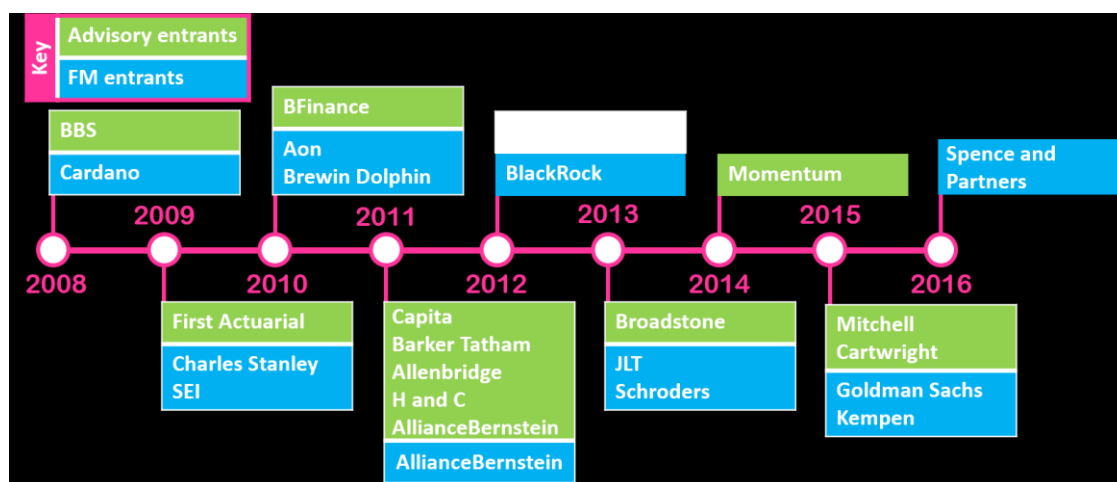 Key
Advisory entrants
FM entrants
BBS
Cardano
BFinance
Aon
Brewin Dolphin
BlackRock
Momentum
Spence and
Partners
2009
2011
2013
2015
2008
2010
2012
2014
2016
First Actuarial
Charles Stanley
SEI
Capita
Barker Tatham
Allenbridge
H and C
AllianceBernstein
AllianceBernstein
Broadstone
JLT
Schroders
Mitchell
Cartwright
Goldman Sachs
Kempen